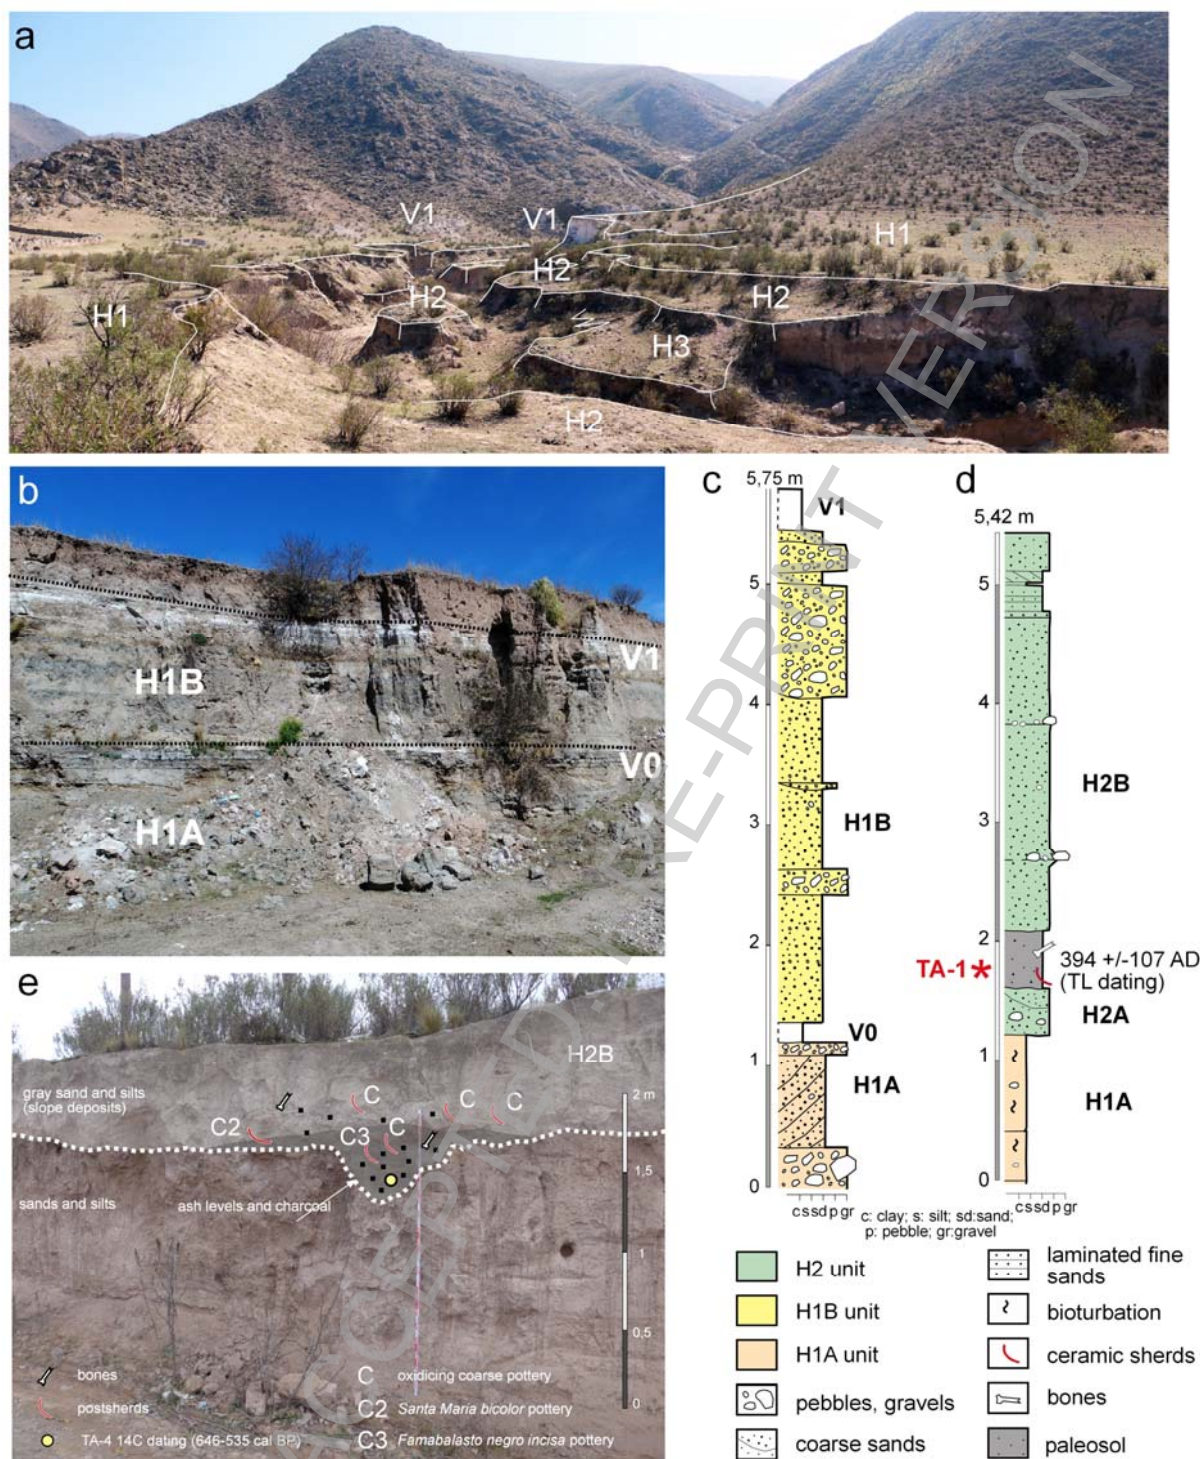 a
V1
V1
H1
H2
H1
H2
H2
H3
H2
b
V1
H1B
V0
H1A
c
5,75 m
V1
5
4
3
H1B
2
V0
1
H1A
0
cssd p gr
d
5,42 m
5
4
3
H2B
2
TA-1* 394 +/-107 AD
(TL dating)
H2A
1
H1A
0
cssd p gr
c: clay; s: silt; sd:sand;
p: pebble; gr:gravel
H2 unit
H1B unit
H1A unit
pebbles, gravels
coarse sands
laminated fine
sands
bioturbation
ceramic sherds
bones
paleosol
e
H2B
gray sand and silts
(slope deposits)
C
C
C
C2
C3
C
2 m
1,5
1
0,5
0
sands and silts
ash levels and charcoal
bones
postsherds
TA-4 14C dating (646-535 cal BP)
C oxidicing coarse pottery
C2 Santa Maria bicolor pottery
C3 Famabalasto negro incisa pottery
PRE-PRINT VERSION